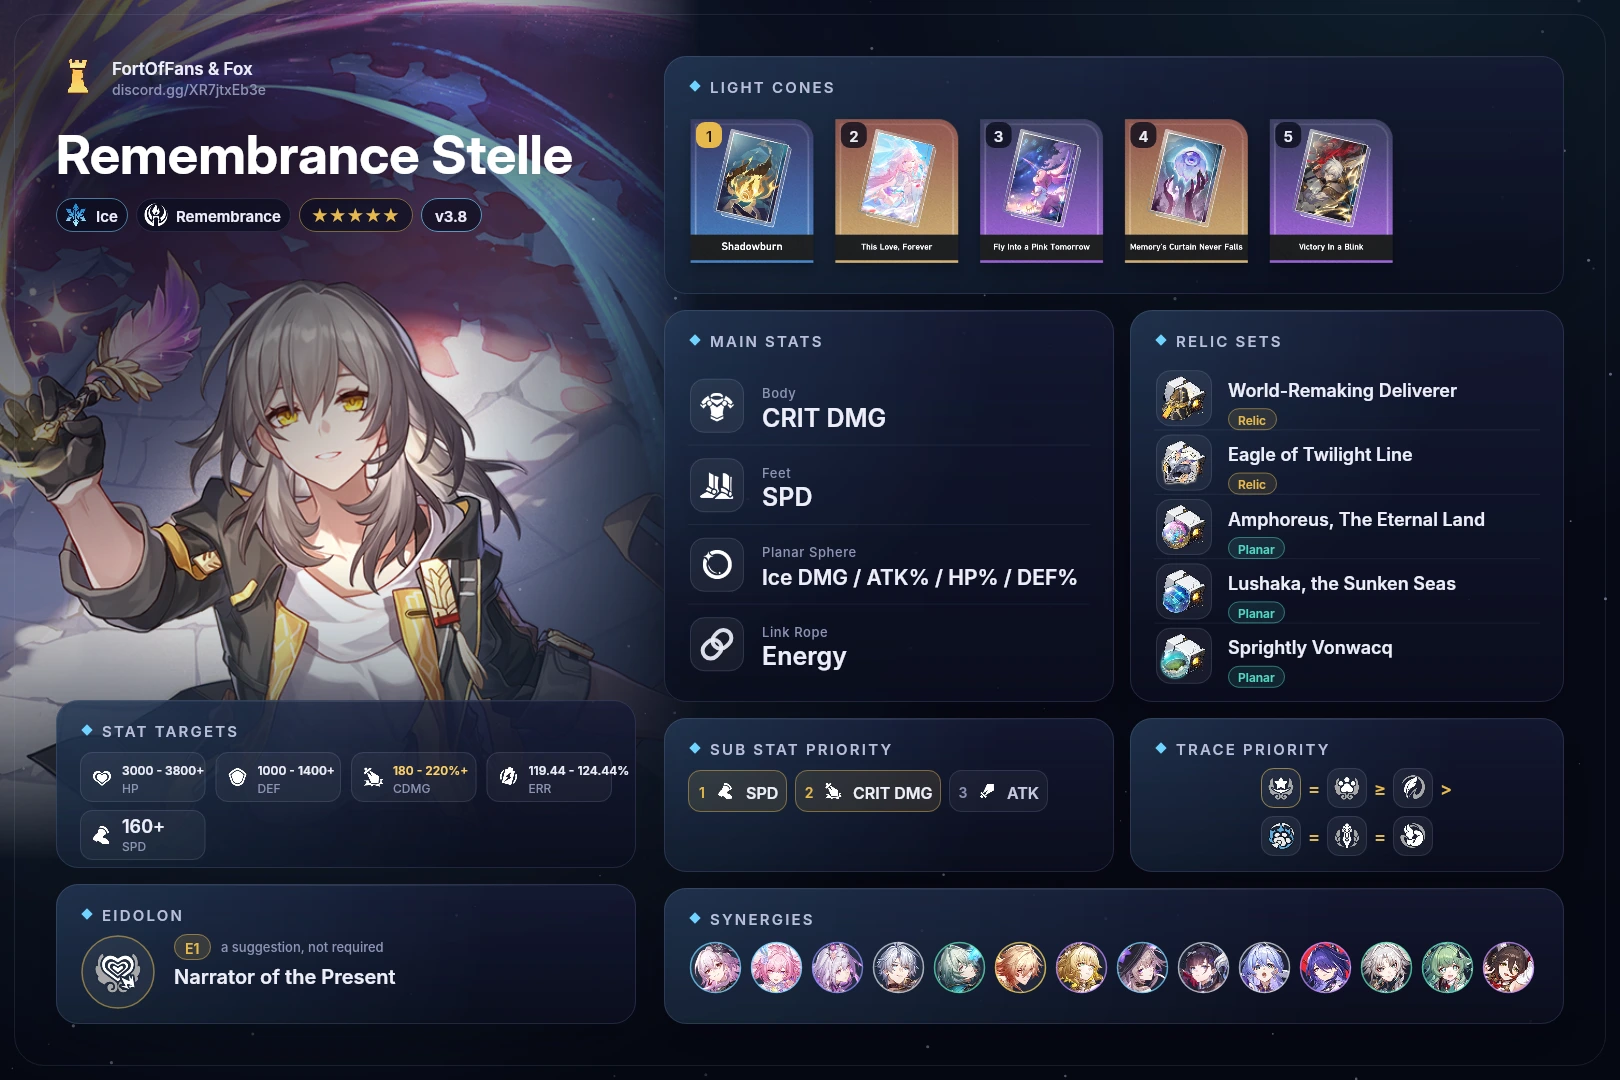 FortOfFans & Fox
discord.gg/XR7jtxEb3e
Remembrance Stelle
Ice
Remembrance
★★★★★
v3.8
LIGHT CONES
1
2
3
4
5
Shadowburn
This Love, Forever
Fly Into a Pink Tomorrow
Memory's Curtain Never Falls
Victory In a Blink
MAIN STATS
Body
CRIT DMG
Feet
SPD
Planar Sphere
Ice DMG / ATK% / HP% / DEF%
Link Rope
Energy
RELIC SETS
World-Remaking Deliverer
Relic
Eagle of Twilight Line
Relic
Amphoreus, The Eternal Land
Planar
Lushaka, the Sunken Seas
Planar
Sprightly Vonwacq
Planar
STAT TARGETS
3000 - 3800+
HP
1000 - 1400+
DEF
180 - 220%+
CDMG
119.44 - 124.44%
ERR
160+
SPD
SUB STAT PRIORITY
1 SPD
2 CRIT DMG
3 ATK
TRACE PRIORITY
= ≥ >
= =
EIDOLON
E1 a suggestion, not required
Narrator of the Present
SYNERGIES